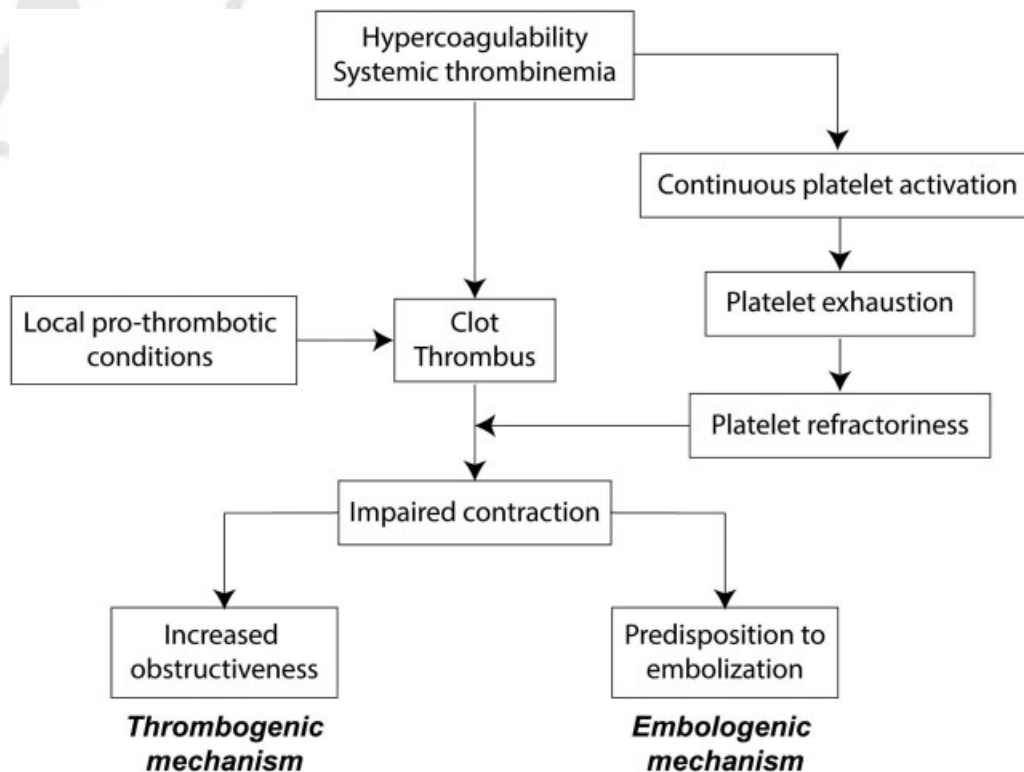 Hypercoagulability
Systemic thrombinemia
Continuous platelet activation
Platelet exhaustion
Local pro-thrombotic
conditions
Clot
Thrombus
Platelet refractoriness
Impaired contraction
Increased
obstructiveness
Predisposition to
embolization
Thrombogenic
mechanism
Embologenic
mechanism